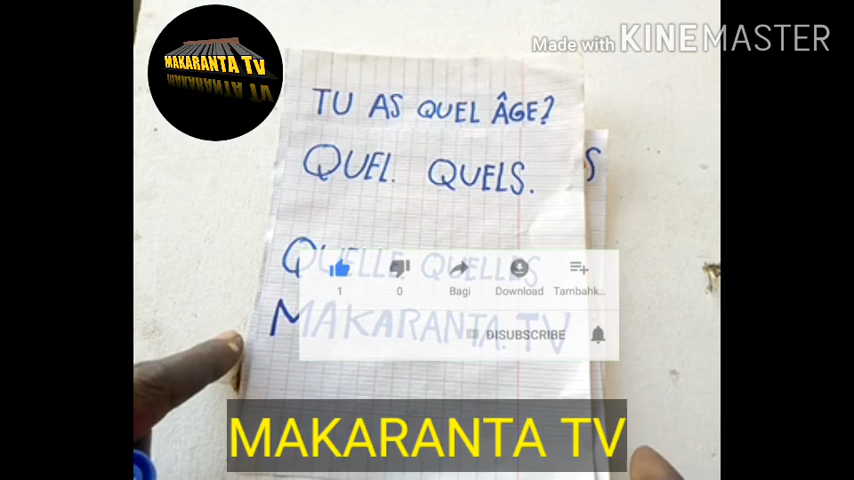 MAKARANTA TV
Made with KINEMASTER
TU AS QUEL ÂGE?
QUEL. QUELS.
S
QUELLE QUELLES
1
0
Bagi
Download
Tambahk...
MAKARANTA. TV
DISUBSCRIBE
MAKARANTA TV